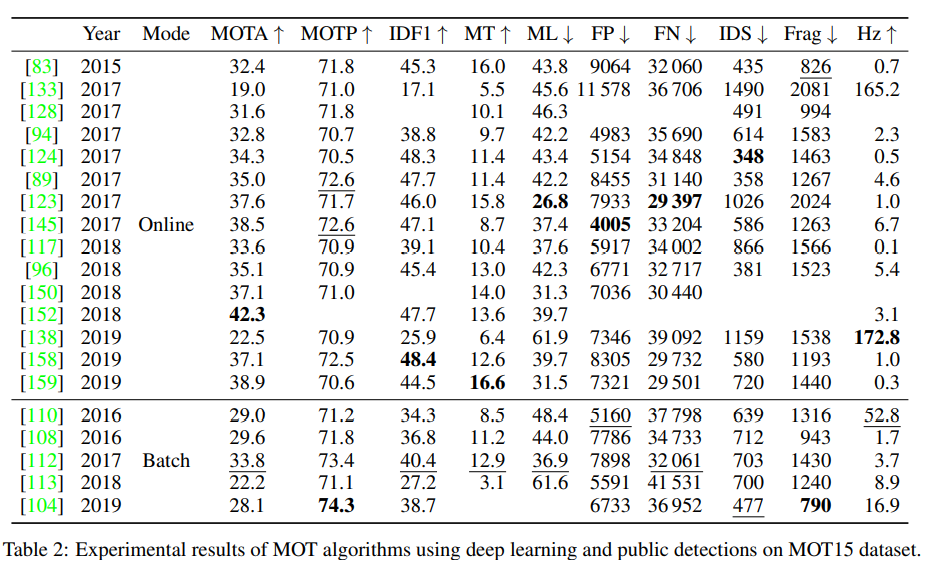 Year Mode MOTA ↑ MOTP ↑ IDF1 ↑ MT ↑ ML ↓ FP ↓ FN ↓ IDS ↓ Frag ↓ Hz ↑
[83] 2015 32.4 71.8 45.3 16.0 43.8 9064 32 060 435 826 0.7
[133] 2017 19.0 71.0 17.1 5.5 45.6 11 578 36 706 1490 2081 165.2
[128] 2017 31.6 71.8 10.1 46.3 491 994
[94] 2017 32.8 70.7 38.8 9.7 42.2 4983 35 690 614 1583 2.3
[124] 2017 34.3 70.5 48.3 11.4 43.4 5154 34 848 348 1463 0.5
[89] 2017 35.0 72.6 47.7 11.4 42.2 8455 31 140 358 1267 4.6
[123] 2017 37.6 71.7 46.0 15.8 26.8 7933 29 397 1026 2024 1.0
[145] 2017 Online 38.5 72.6 47.1 8.7 37.4 4005 33 204 586 1263 6.7
[117] 2018 33.6 70.9 39.1 10.4 37.6 5917 34 002 866 1566 0.1
[96] 2018 35.1 70.9 45.4 13.0 42.3 6771 32 717 381 1523 5.4
[150] 2018 37.1 71.0 14.0 31.3 7036 30 440
[152] 2018 42.3 47.7 13.6 39.7 3.1
[138] 2019 22.5 70.9 25.9 6.4 61.9 7346 39 092 1159 1538 172.8
[158] 2019 37.1 72.5 48.4 12.6 39.7 8305 29 732 580 1193 1.0
[159] 2019 38.9 70.6 44.5 16.6 31.5 7321 29 501 720 1440 0.3
[110] 2016 29.0 71.2 34.3 8.5 48.4 5160 37 798 639 1316 52.8
[108] 2016 29.6 71.8 36.8 11.2 44.0 7786 34 733 712 943 1.7
[112] 2017 Batch 33.8 73.4 40.4 12.9 36.9 7898 32 061 703 1430 3.7
[113] 2018 22.2 71.1 27.2 3.1 61.6 5591 41 531 700 1240 8.9
[104] 2019 28.1 74.3 38.7 6733 36 952 477 790 16.9
Table 2: Experimental results of MOT algorithms using deep learning and public detections on MOT15 dataset.